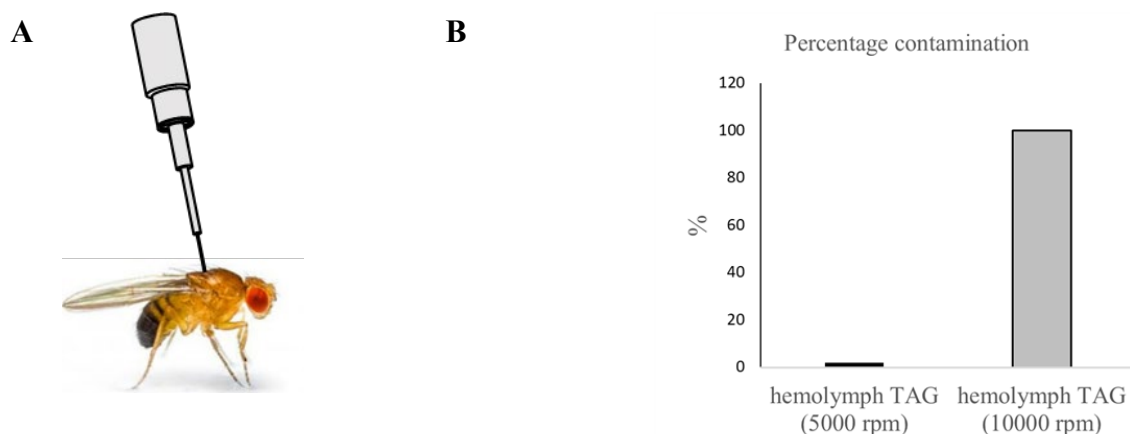 A
B
Percentage contamination
120
100
80
60
40
20
0
%
hemolymph TAG
(5000 rpm)
hemolymph TAG
(10000 rpm)